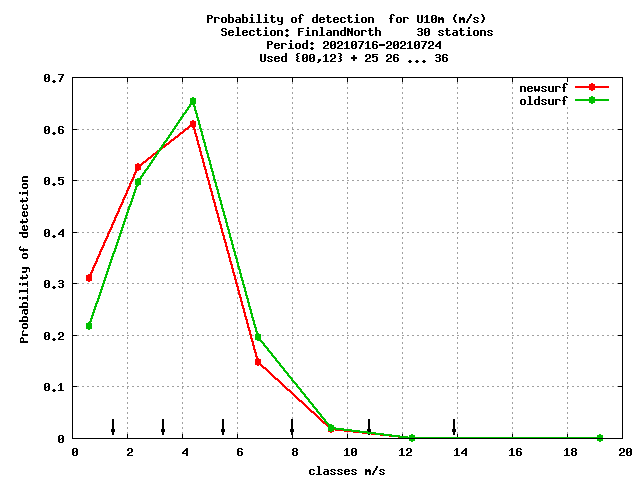 Probability of detection  for U10m (m/s)
Selection: FinlandNorth     30 stations
Period: 20210716-20210724
Used {00,12} + 25 26 ... 36
newsurf
oldsurf
Probability of detection
0.7
0.6
0.5
0.4
0.3
0.2
0.1
0
0 2 4 6 8 10 12 14 16 18 20
classes m/s